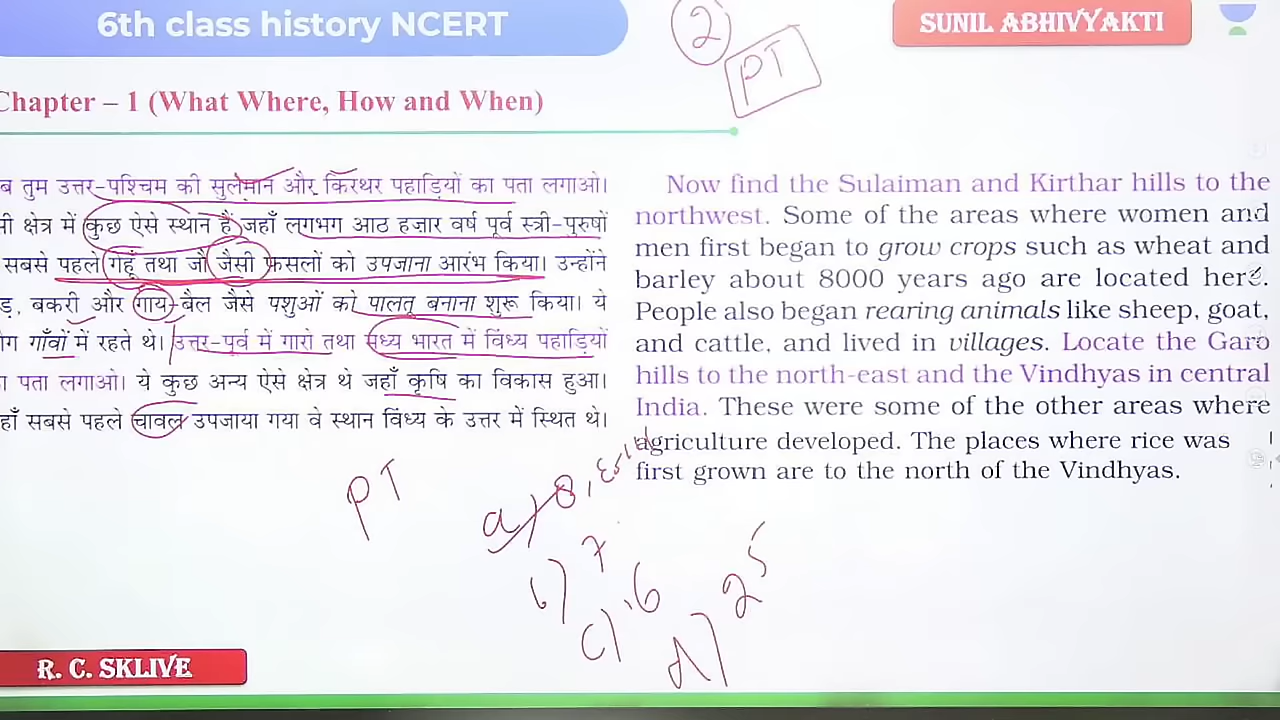 6th class history NCERT
2
SUNIL ABHIVYAKTI
PT
Chapter – 1 (What Where, How and When)
तुम उत्तर-पश्चिम की सुलेमान और किरथर पहाड़ियों का पता लगाओ।
क्षेत्र में कुछ ऐसे स्थान हैं जहाँ लगभग आठ हज़ार वर्ष पूर्व स्त्री-पुरुषों
सबसे पहले गेहूँ तथा जौ जैसी फ़सलों को उपजाना आरंभ किया। उन्होंने
बकरी और गाय-बैल जैसे पशुओं को पालतू बनाना शुरू किया। ये
गाँवों में रहते थे। उत्तर-पूर्व में गारो तथा मध्य भारत में विंध्य पहाड़ियों
पता लगाओ। ये कुछ अन्य ऐसे क्षेत्र थे जहाँ कृषि का विकास हुआ।
सबसे पहले चावल उपजाया गया वे स्थान विंध्य के उत्तर में स्थित थे।
Now find the Sulaiman and Kirthar hills to the
northwest. Some of the areas where women and
men first began to grow crops such as wheat and
barley about 8000 years ago are located here.
People also began rearing animals like sheep, goat,
and cattle, and lived in villages. Locate the Garo
hills to the north-east and the Vindhyas in central
India. These were some of the other areas where
agriculture developed. The places where rice was
first grown are to the north of the Vindhyas.
PT
a) 8,
b) 7
c) 6
d) 25
R. C. SKLIVE